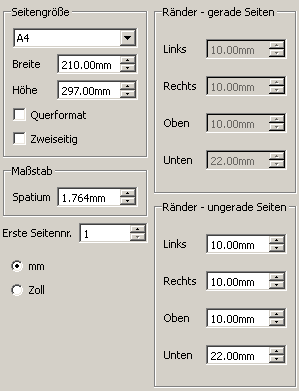 Seitengröße
A4
Breite 210.00mm
Höhe 297.00mm
Querformat
Zweiseitig
Maßstab
Spatium 1.764mm
Erste Seitennr. 1
mm
Zoll
Ränder - gerade Seiten
Links 10.00mm
Rechts 10.00mm
Oben 10.00mm
Unten 22.00mm
Ränder - ungerade Seiten
Links 10.00mm
Rechts 10.00mm
Oben 10.00mm
Unten 22.00mm